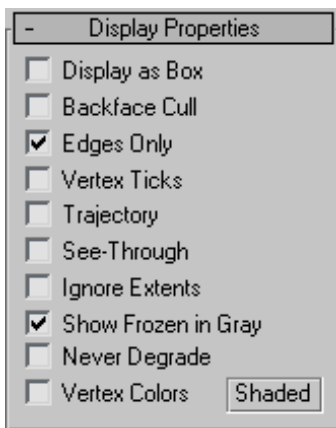 - Display Properties
Display as Box
Backface Cull
Edges Only
Vertex Ticks
Trajectory
See-Through
Ignore Extents
Show Frozen in Gray
Never Degrade
Vertex Colors Shaded